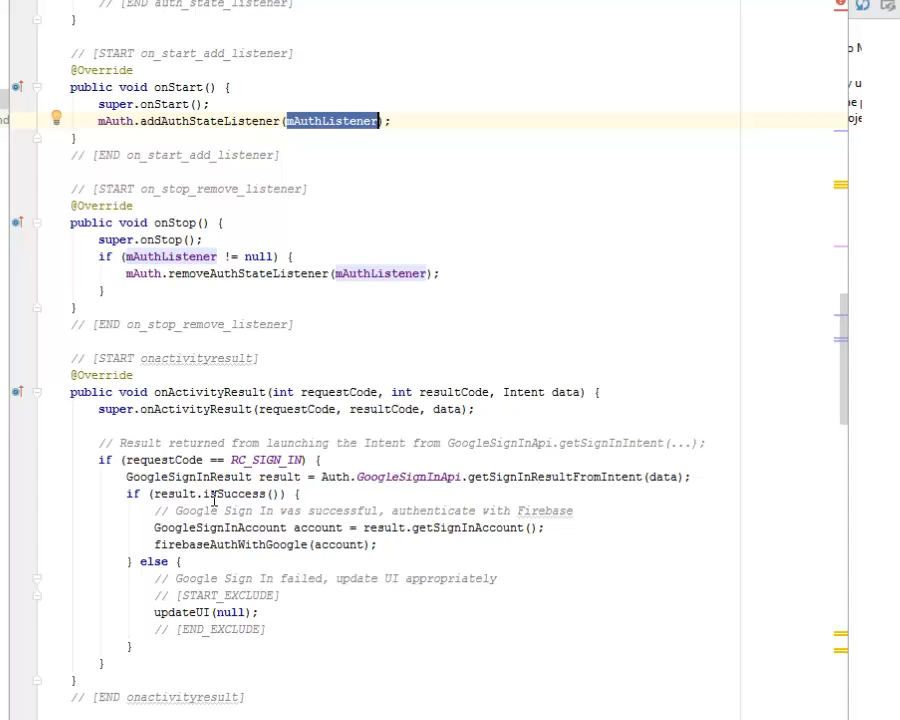 // [END auth_state_listener]
}
// [START on_start_add_listener]
@Override
public void onStart() {
super.onStart();
mAuth.addAuthStateListener(mAuthListener);
}
// [END on_start_add_listener]
// [START on_stop_remove_listener]
@Override
public void onStop() {
super.onStop();
if (mAuthListener != null) {
mAuth.removeAuthStateListener(mAuthListener);
}
}
// [END on_stop_remove_listener]
// [START onactivityresult]
@Override
public void onActivityResult(int requestCode, int resultCode, Intent data) {
super.onActivityResult(requestCode, resultCode, data);
// Result returned from launching the Intent from GoogleSignInApi.getSignInIntent(...);
if (requestCode == RC_SIGN_IN) {
GoogleSignInResult result = Auth.GoogleSignInApi.getSignInResultFromIntent(data);
if (result.isSuccess()) {
// Google Sign In was successful, authenticate with Firebase
GoogleSignInAccount account = result.getSignInAccount();
firebaseAuthWithGoogle(account);
} else {
// Google Sign In failed, update UI appropriately
// [START_EXCLUDE]
updateUI(null);
// [END_EXCLUDE]
}
}
}
// [END onactivityresult]